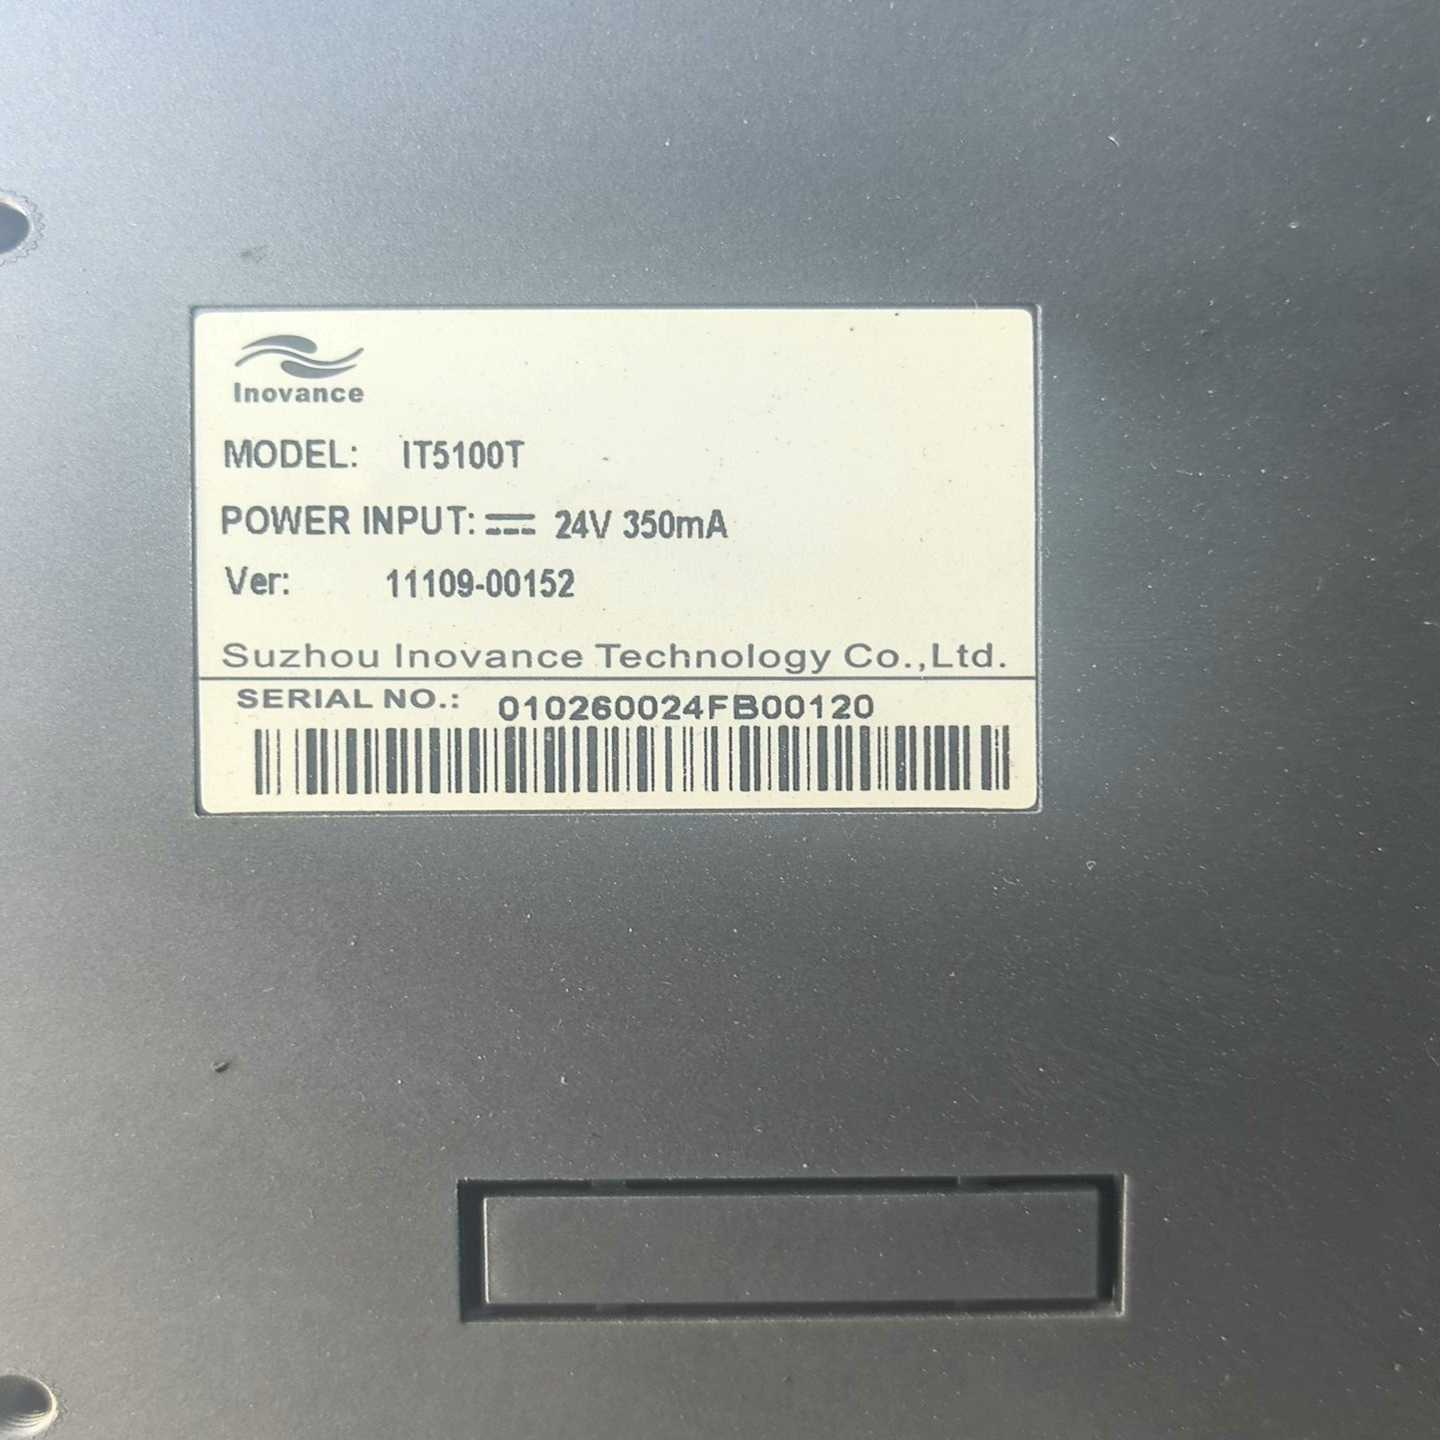 Inovance
MODEL: IT5100T
POWER INPUT: ⎓ 24V 350mA
Ver: 11109-00152
Suzhou Inovance Technology Co.,Ltd.
SERIAL NO.: 010260024FB00120